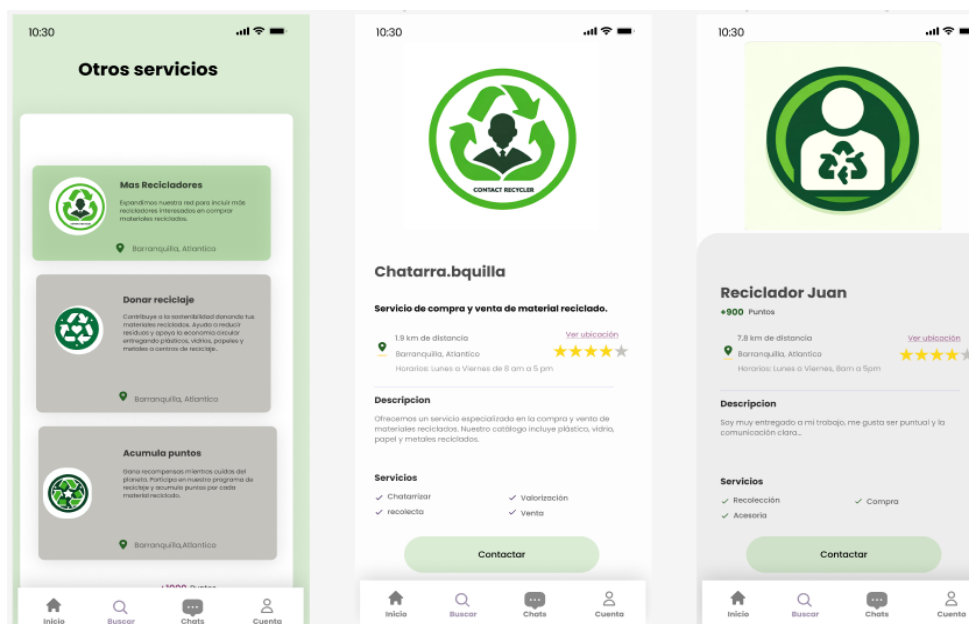 10:30
Otros servicios
Mas Recicladores
Expandimos nuestra red para incluir más
recicladores interesados en comprar
materiales reciclados.
Barranquilla, Atlantico
Donar reciclaje
Contribuye a la sostenibilidad donando tus
materiales reciclados. Ayuda a reducir
residuos y apoya la economía circular
entregando plásticos, vidrios, papeles y
metales a centros de reciclaje.
Barranquilla, Atlantico
Acumula puntos
Gana recompensas mientras cuidas del
planeta. Participa en nuestro programa de
reciclaje y acumula puntos por cada
material reciclado.
Barranquilla,Atlantico
+1000 Puntos
Inicio
Buscar
Chats
Cuenta
10:30
CONTACT RECYCLER
Chatarra.bquilla
Servicio de compra y venta de material reciclado.
1.9 km de distancia
Ver ubicación
Barranquilla, Atlantico
Horarios: Lunes a Viernes de 8 am a 5 pm
Descripcion
Ofrecemos un servicio especializado en la compra y venta de
materiales reciclados. Nuestro catálogo incluye plástico, vidrio,
papel y metales reciclados.
Servicios
Chatarrizar
Valorización
recolecta
Venta
Contactar
Inicio
Buscar
Chats
Cuenta
10:30
Reciclador Juan
+900 Puntos
7.8 km de distancia
Ver ubicación
Barranquilla, Atlantico
Horarios: Lunes a Viernes, 8am a 5pm
Descripcion
Soy muy entregado a mi trabajo, me gusta ser puntual y la
comunicación clara...
Servicios
Recolección
Compra
Acesoria
Contactar
Inicio
Buscar
Chats
Cuenta